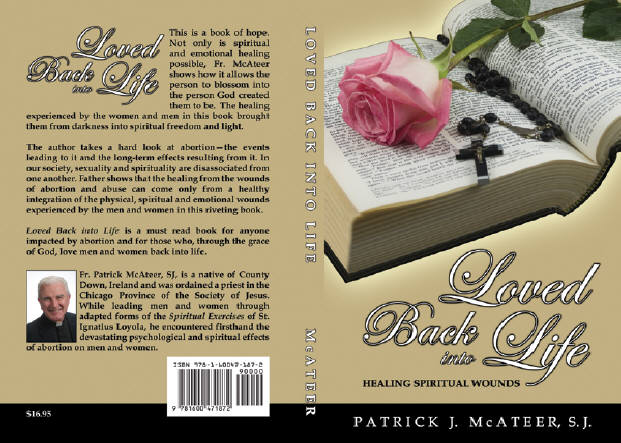 Loved
Back into Life
This is a book of hope.
Not only is spiritual
and emotional healing
possible, Fr. McAteer
shows how it allows the
person to blossom into
the person God created
them to be. The healing
experienced by the women and men in this book brought
them from darkness into spiritual freedom and light.
The author takes a hard look at abortion—the events
leading to it and the long-term effects resulting from it. In
our society, sexuality and spirituality are disassociated from
one another. Father shows that the healing from the wounds
of abortion and abuse can come only from a healthy
integration of the physical, spiritual and emotional wounds
experienced by the men and women in this riveting book.
Loved Back into Life is a must read book for anyone
impacted by abortion and for those who, through the grace
of God, love men and women back into life.
Fr. Patrick McAteer, SJ, is a native of County
Down, Ireland and was ordained a priest in the
Chicago Province of the Society of Jesus.
While leading men and women through
adapted forms of the Spiritual Exercises of St.
Ignatius Loyola, he encountered firsthand the
devastating psychological and spiritual effects
of abortion on men and women.
ISBN 978-1-60047-187-2
90000
9 781600 471872
$16.95
LOVED BACK INTO LIFE
McATEER
Loved
Back into Life
HEALING SPIRITUAL WOUNDS
PATRICK J. McATEER, S.J.